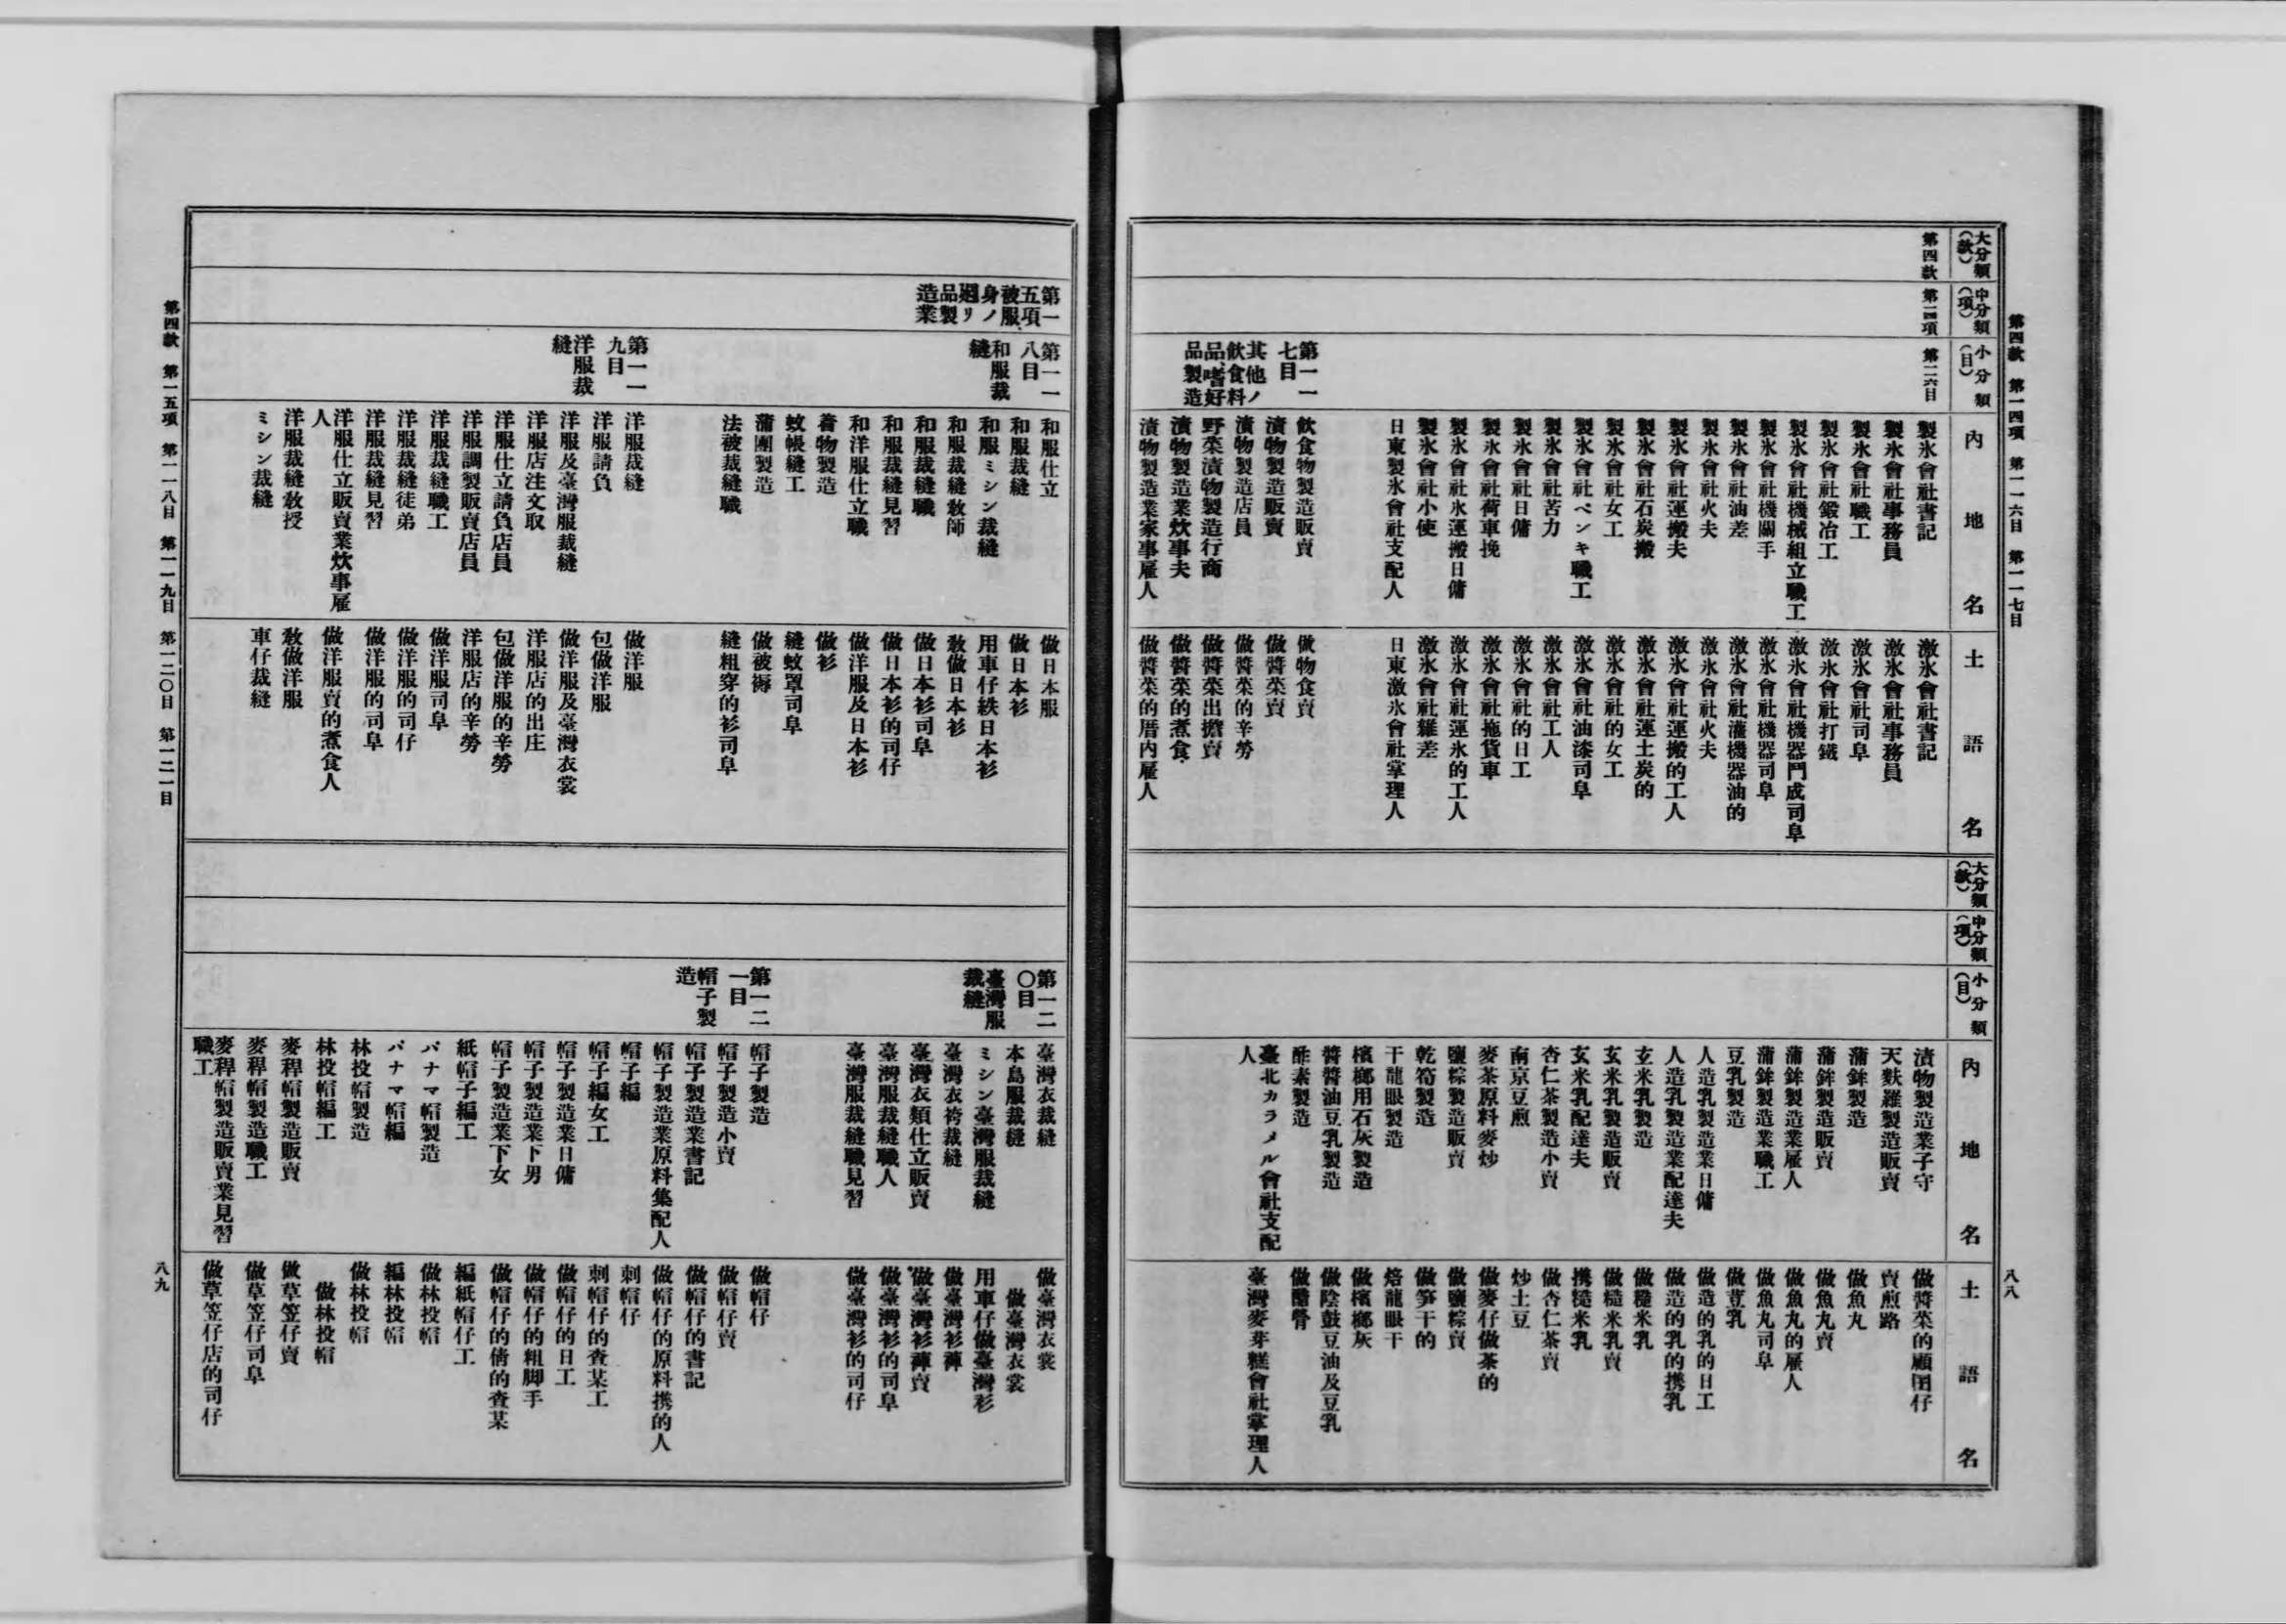 第四款　第一四項　第一一六目　第一一七目
八八
大分類（款）
中分類（項）
小分類（目）
內地名
土語名
第四款
第一四項
第一一六目
製氷會社書記
製氷會社事務員
製氷會社職工
製氷會社鍛冶工
製氷會社機械組立職工
製氷會社機關手
製氷會社油差
製氷會社火夫
製氷會社運搬夫
製氷會社石炭搬
製氷會社女工
製氷會社ペンキ職工
製氷會社苦力
製氷會社日傭
製氷會社荷車挽
製氷會社氷運搬日傭
製氷會社小使
日東製氷會社支配人
第一一七目
其他ノ飲食料品、嗜好品製造
飲食物製造販賣
漬物製造販賣
漬物製造店員
野菜漬物製造行商
漬物製造業炊事夫
漬物製造業家事雇人
激氷會社書記
激氷會社事務員
激氷會社司阜
激氷會社打鐵
激氷會社機器鬥成司阜
激氷會社機器司阜
激氷會社灌機器油的
激氷會社火夫
激氷會社運搬的工人
激氷會社運土炭的
激氷會社的女工
激氷會社油漆司阜
激氷會社工人
激氷會社的日工
激氷會社拖貨車
激氷會社運氷的工人
激氷會社雜差
日東激氷會社掌理人
做物食賣
做醬菜賣
做醬菜的辛勞
做醬菜出擔賣
做醬菜的煮食
做醬菜的厝內雇人
大分類（款）
中分類（項）
小分類（目）
內地名
土語名
漬物製造業子守
天麩羅製造販賣
蒲鉾製造
蒲鉾製造販賣
蒲鉾製造業雇人
蒲鉾製造業職工
豆乳製造
人造乳製造業日傭
人造乳製造業配達夫
玄米乳製造
玄米乳製造販賣
玄米乳配達夫
杏仁茶製造小賣
南京豆煎
麥茶原料麥炒
鹽粽製造販賣
乾筍製造
干龍眼製造
檳榔用石灰製造
醬醬油豆乳製造
酢素製造
臺北カラメル會社支配人
做醬菜的顧囝仔
賣煎路
做魚丸
做魚丸賣
做魚丸的雇人
做魚丸司阜
做荳乳
做造的乳的日工
做造的乳的携乳
做糙米乳
做糙米乳賣
携糙米乳
做杏仁茶賣
炒土豆
做麥仔做茶的
做鹽粽賣
做笋干的
焙龍眼干
做檳榔灰
做陰豉豆油及豆乳
做醋膏
臺灣麥芽糕會社掌理人
第一五項
被服身ノ廻リ品製造業
第一一八目
和服裁縫
和服仕立
和服裁縫
和服ミシン裁縫
和服裁縫教師
和服裁縫職
和服裁縫見習
和洋服仕立職
着物製造
蚊帳縫工
蒲團製造
法被裁縫職
第一一九目
洋服裁縫
洋服裁縫
洋服請負
洋服及臺灣服裁縫
洋服店注文取
洋服仕立請負店員
洋服調製販賣店員
洋服裁縫職工
洋服裁縫徒弟
洋服裁縫見習
洋服仕立販賣業炊事雇人
洋服裁縫教授
ミシン裁縫
做日本服
做日本衫
用車仔紩日本衫
教做日本衫
做日本衫司阜
做日本衫的司仔
做洋服及日本衫
做衫
縫蚊罩司阜
做被褥
縫粗穿的衫司阜
做洋服
包做洋服
做洋服及臺灣衣裳
洋服店的出庄
包做洋服的辛勞
洋服店的辛勞
做洋服司阜
做洋服的司仔
做洋服的司阜
做洋服賣的煮食人
教做洋服
車仔裁縫
第一二〇目
臺灣服裁縫
臺灣衣裁縫
本島服裁縫
ミシン臺灣服裁縫
臺灣衣袴裁縫
臺灣衣類仕立販賣
臺灣服裁縫職人
臺灣服裁縫職見習
第一二一目
帽子製造
帽子製造
帽子製造小賣
帽子製造業書記
帽子製造業原料集配人
帽子編
帽子編女工
帽子製造業日傭
帽子製造業下男
帽子製造業下女
紙帽子編工
パナマ帽製造
パナマ帽編
林投帽製造
林投帽編工
麥稈帽製造販賣
麥稈帽製造職工
麥稈帽製造販賣業見習職工
做臺灣衣裳
做臺灣衣裳
用車仔做臺灣衫
做臺灣衫褲
做臺灣衫褲賣
做臺灣衫的司阜
做臺灣衫的司仔
做帽仔
做帽仔賣
做帽仔的書記
做帽仔的原料携的人
刺帽仔
刺帽仔的查某工
做帽仔的日工
做帽仔的粗脚手
做帽仔的倩的查某
編紙帽仔工
做林投帽
編林投帽
做林投帽
做林投帽
做草笠仔賣
做草笠仔司阜
做草笠仔店的司仔
第四款　第一五項　第一一八目　第一一九目　第一二〇目　第一二一目
八九